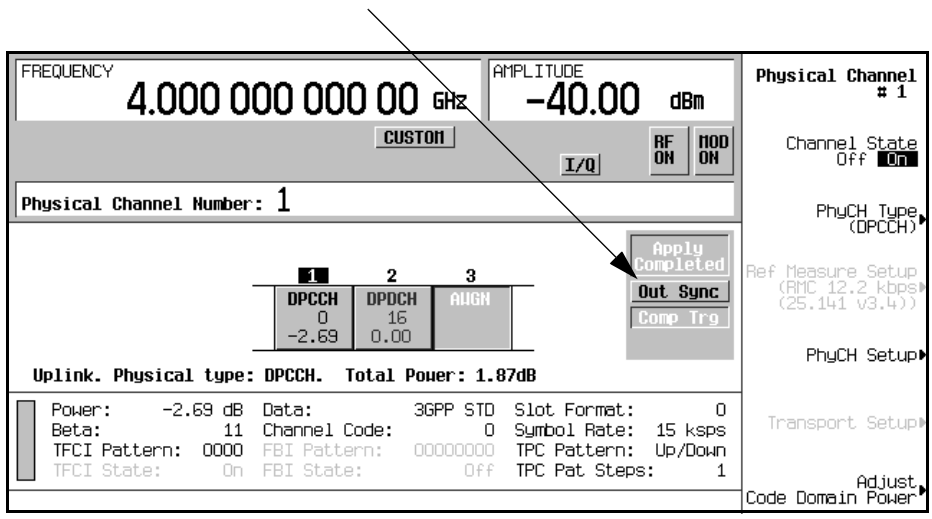 FREQUENCY
4.000 000 000 00 GHz
AMPLITUDE
-40.00 dBm
CUSTOM
I/Q
RF ON
MOD ON
Physical Channel Number: 1
Apply Completed
Out Sync
Comp Trg
1 2 3
DPCCH DPDCH AWGN
0 16
-2.69 0.00
Uplink. Physical type: DPCCH. Total Power: 1.87dB
Power: -2.69 dB Data: 3GPP STD Slot Format: 0
Beta: 11 Channel Code: 0 Symbol Rate: 15 ksps
TFCI Pattern: 0000 FBI Pattern: 00000000 TPC Pattern: Up/Down
TFCI State: On FBI State: Off TPC Pat Steps: 1
Physical Channel
# 1
Channel State
Off On
PhyCH Type
(DPCCH)
Ref Measure Setup
(RMC 12.2 kbps
(25.141 v3.4))
PhyCH Setup
Transport Setup
Adjust
Code Domain Power